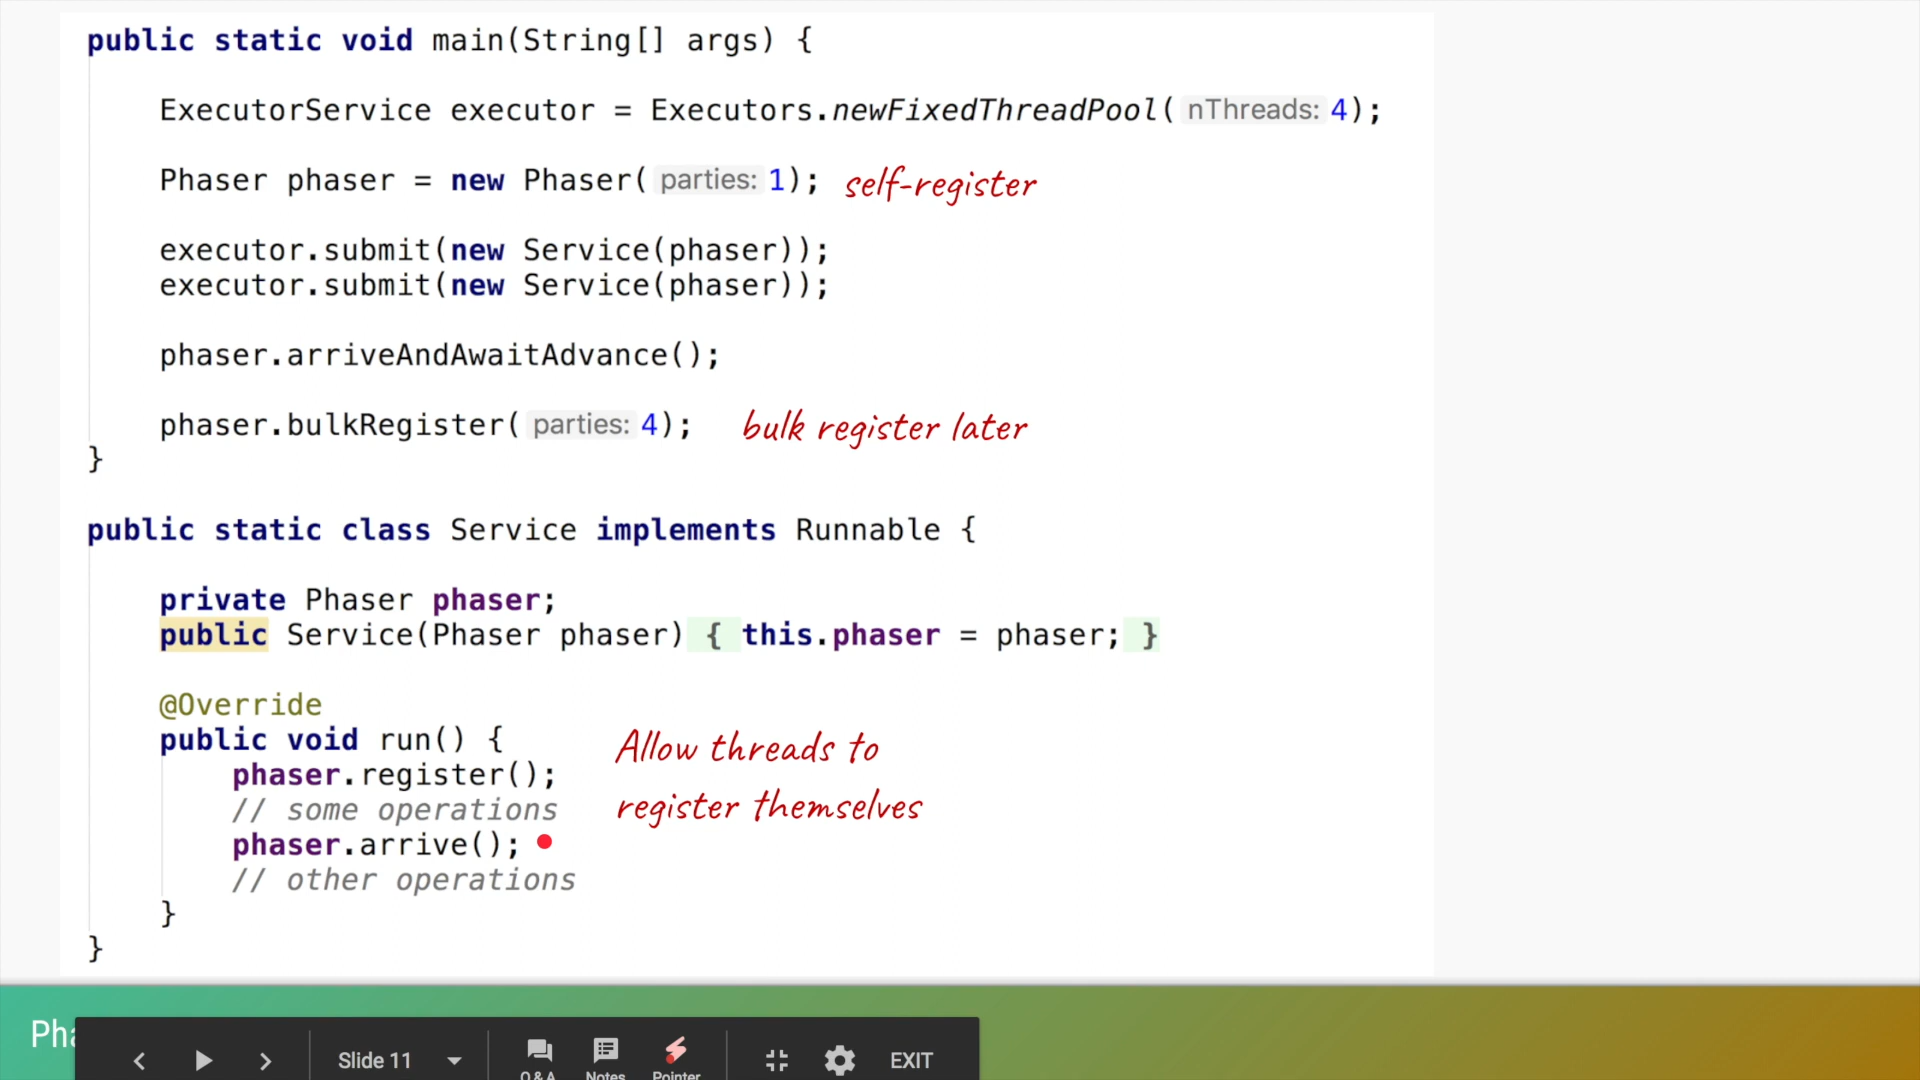 public static void main(String[] args) {
ExecutorService executor = Executors.newFixedThreadPool( nThreads: 4);
Phaser phaser = new Phaser( parties: 1); self-register
executor.submit(new Service(phaser));
executor.submit(new Service(phaser));
phaser.arriveAndAwaitAdvance();
phaser.bulkRegister( parties: 4); bulk register later
}
public static class Service implements Runnable {
private Phaser phaser;
public Service(Phaser phaser) { this.phaser = phaser; }
@Override
public void run() { Allow threads to
phaser.register();
// some operations register themselves
phaser.arrive();
// other operations
}
}
Slide 11
Q & A Notes Pointer EXIT